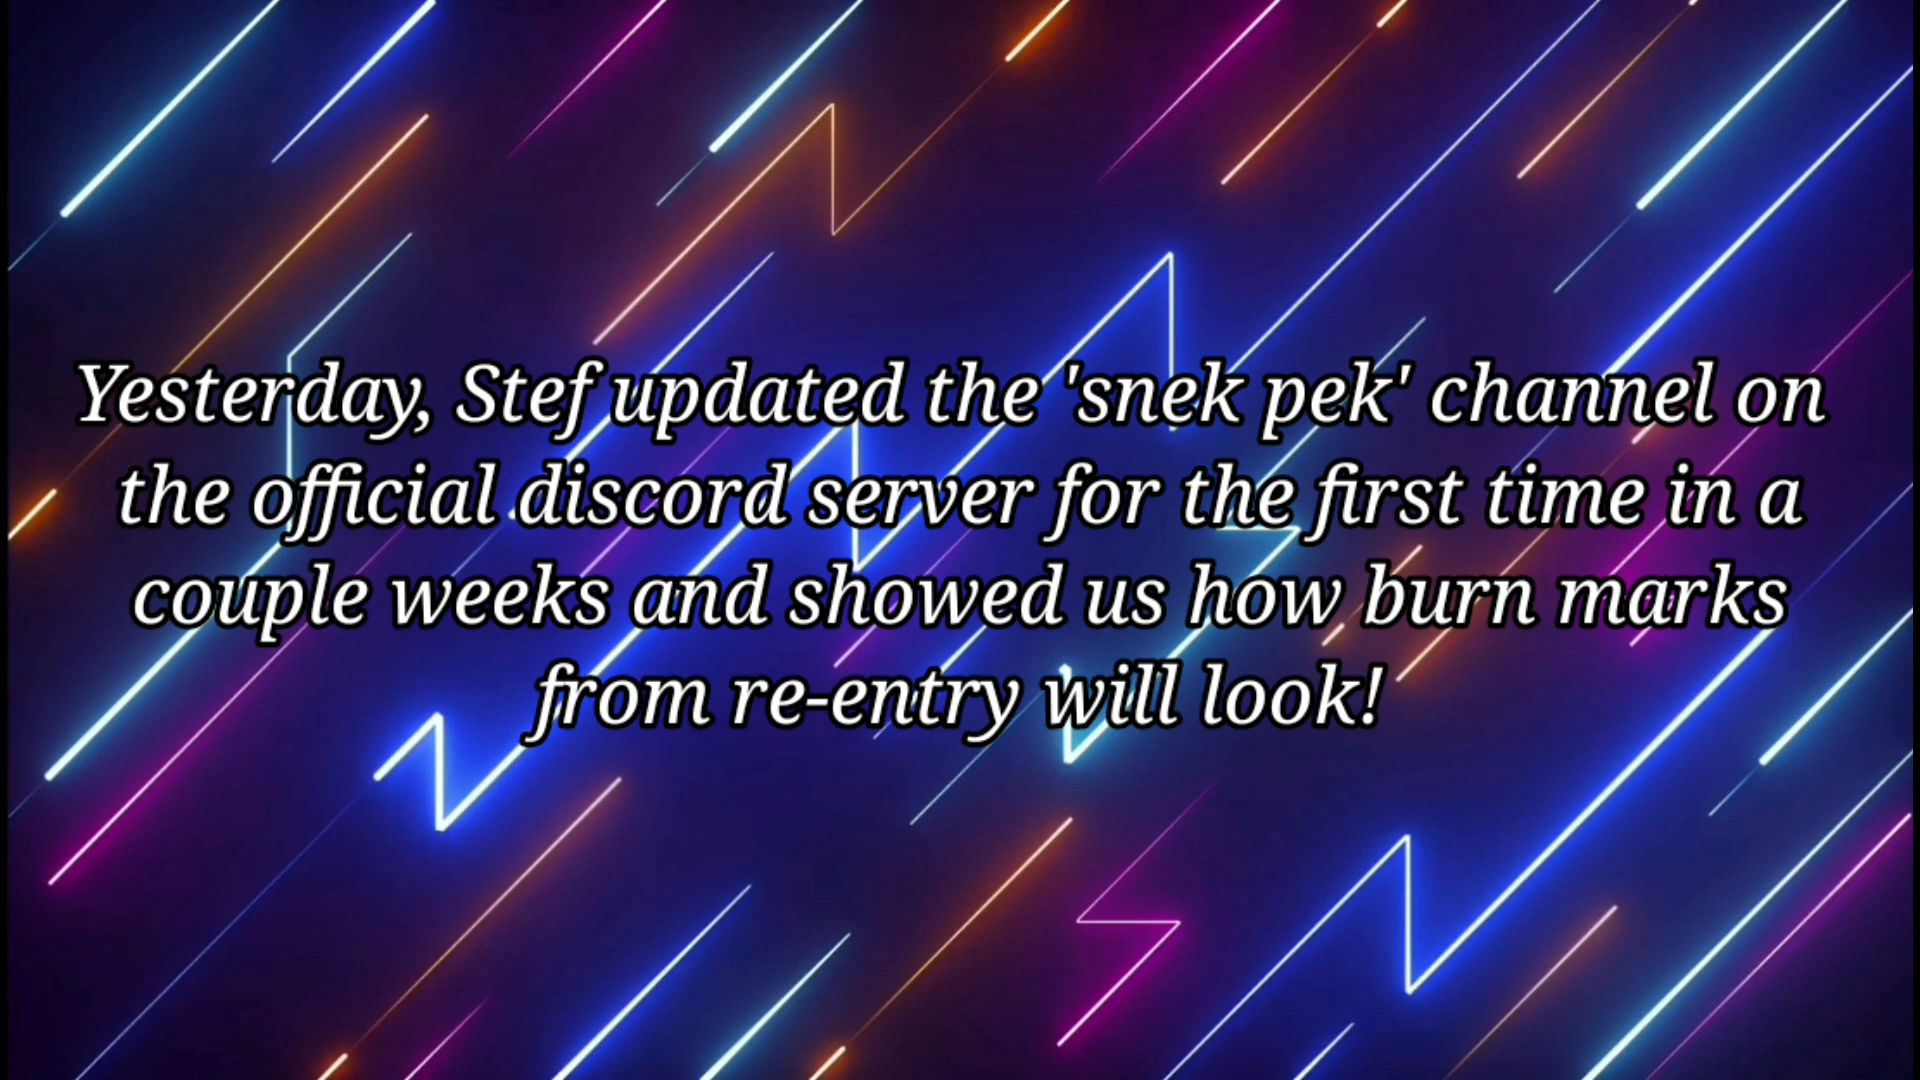 Yesterday, Stef updated the 'snek pek' channel on
the official discord server for the first time in a
couple weeks and showed us how burn marks
from re-entry will look!